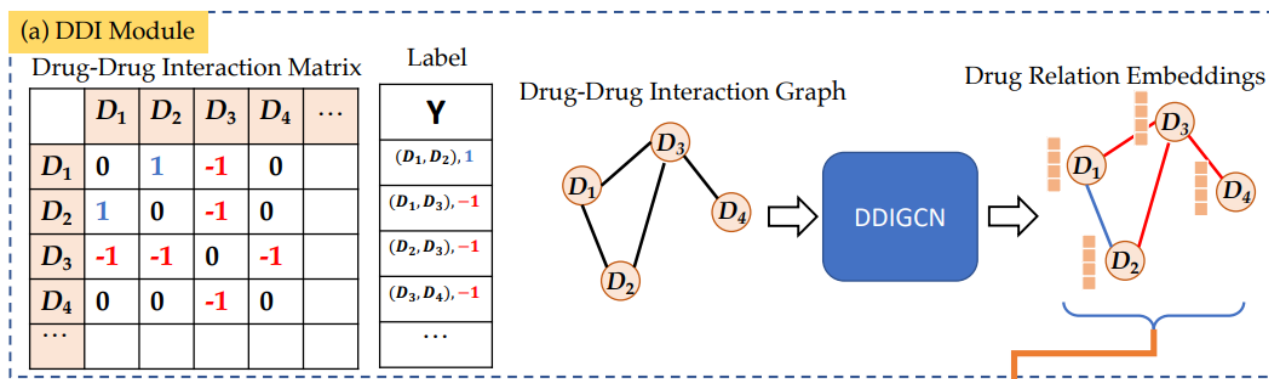 (a) DDI Module
Drug-Drug Interaction Matrix
D1 D2 D3 D4 ...
D1 0 1 -1 0
D2 1 0 -1 0
D3 -1 -1 0 -1
D4 0 0 -1 0
...
Label
Y
(D1, D2), 1
(D1, D3), −1
(D2, D3), −1
(D3, D4), −1
...
Drug-Drug Interaction Graph
D3
D1
D4
D2
DDIGCN
Drug Relation Embeddings
D3
D1
D4
D2